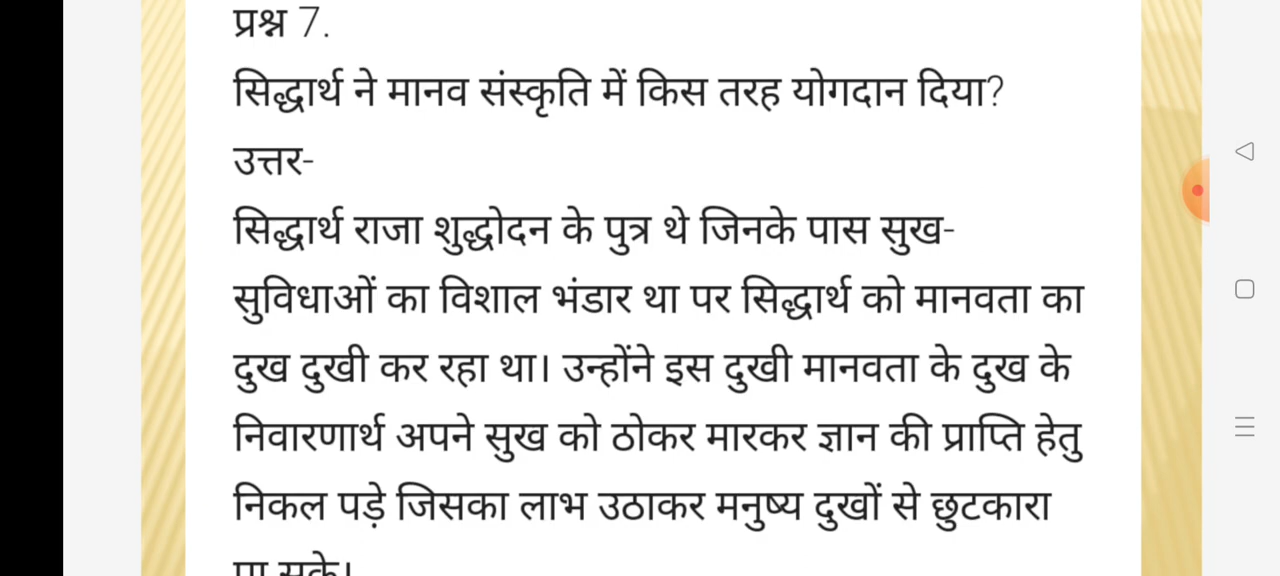 प्रश्न 7.
सिद्धार्थ ने मानव संस्कृति में किस तरह योगदान दिया?
उत्तर-
सिद्धार्थ राजा शुद्धोदन के पुत्र थे जिनके पास सुख-
सुविधाओं का विशाल भंडार था पर सिद्धार्थ को मानवता का
दुख दुखी कर रहा था। उन्होंने इस दुखी मानवता के दुख के
निवारणार्थ अपने सुख को ठोकर मारकर ज्ञान की प्राप्ति हेतु
निकल पड़े जिसका लाभ उठाकर मनुष्य दुखों से छुटकारा
पा सके।